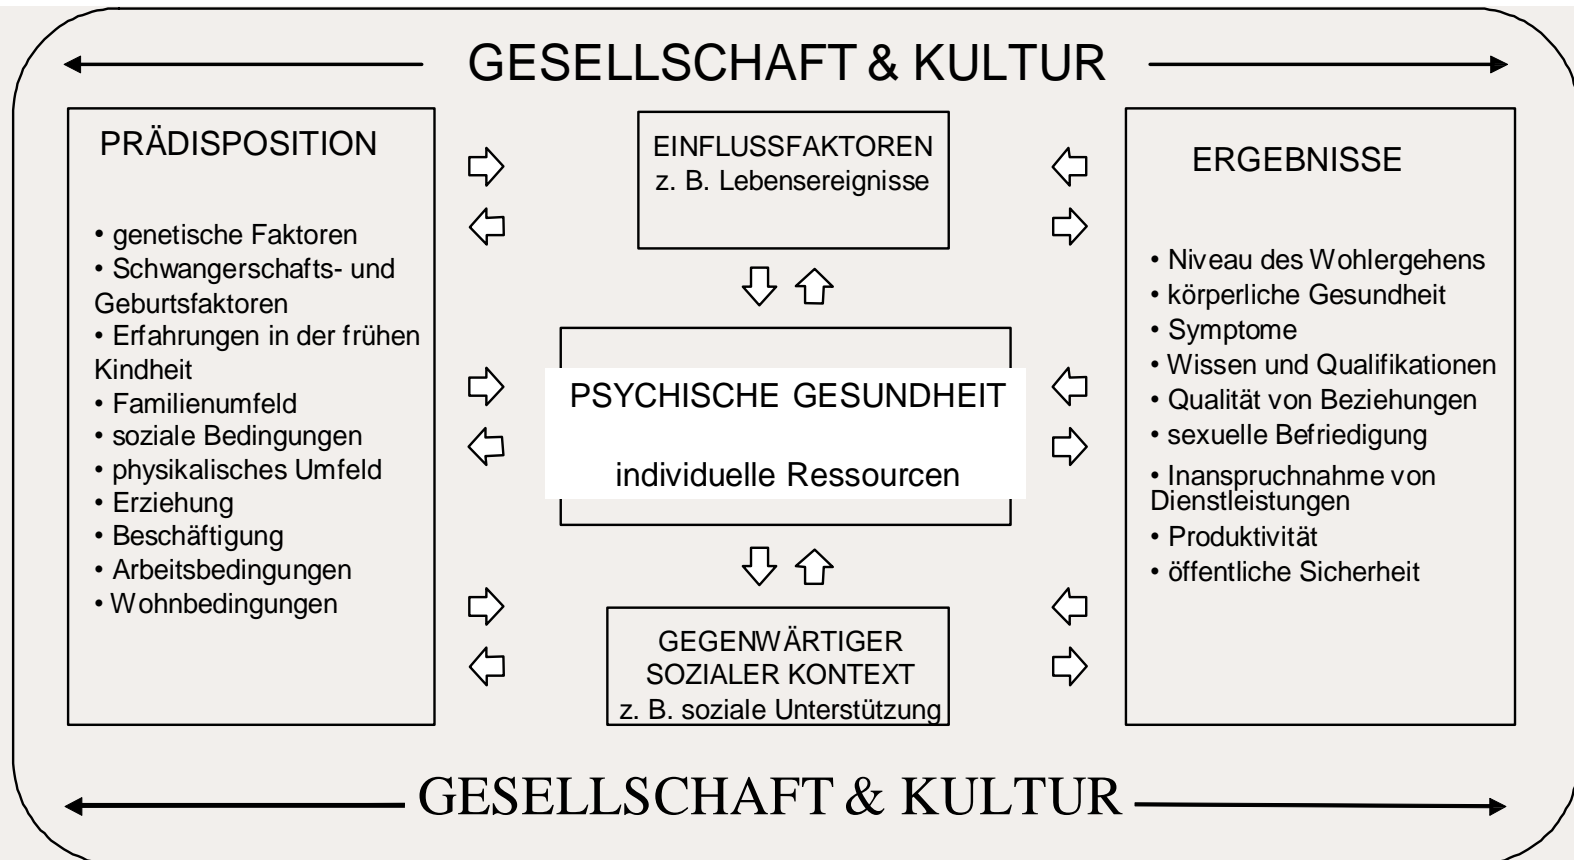 GESELLSCHAFT & KULTUR
PRÄDISPOSITION
• genetische Faktoren
• Schwangerschafts- und
Geburtsfaktoren
• Erfahrungen in der frühen
Kindheit
• Familienumfeld
• soziale Bedingungen
• physikalisches Umfeld
• Erziehung
• Beschäftigung
• Arbeitsbedingungen
• Wohnbedingungen
EINFLUSSFAKTOREN
z. B. Lebensereignisse
PSYCHISCHE GESUNDHEIT
individuelle Ressourcen
GEGENWÄRTIGER
SOZIALER KONTEXT
z. B. soziale Unterstützung
ERGEBNISSE
• Niveau des Wohlergehens
• körperliche Gesundheit
• Symptome
• Wissen und Qualifikationen
• Qualität von Beziehungen
• sexuelle Befriedigung
• Inanspruchnahme von
Dienstleistungen
• Produktivität
• öffentliche Sicherheit
GESELLSCHAFT & KULTUR